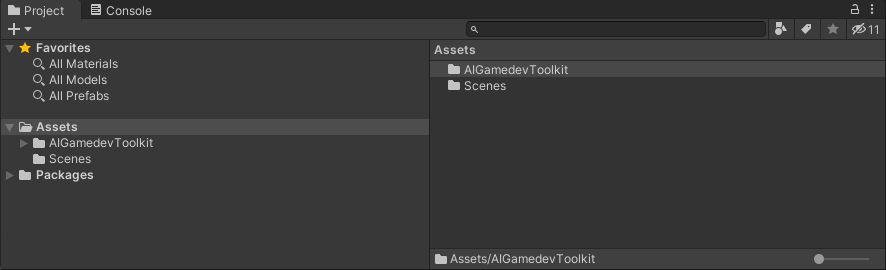 Project Console
11
Favorites
All Materials
All Models
All Prefabs
Assets
AIGamedevToolkit
Scenes
Packages
Assets
AIGamedevToolkit
Scenes
Assets/AIGamedevToolkit